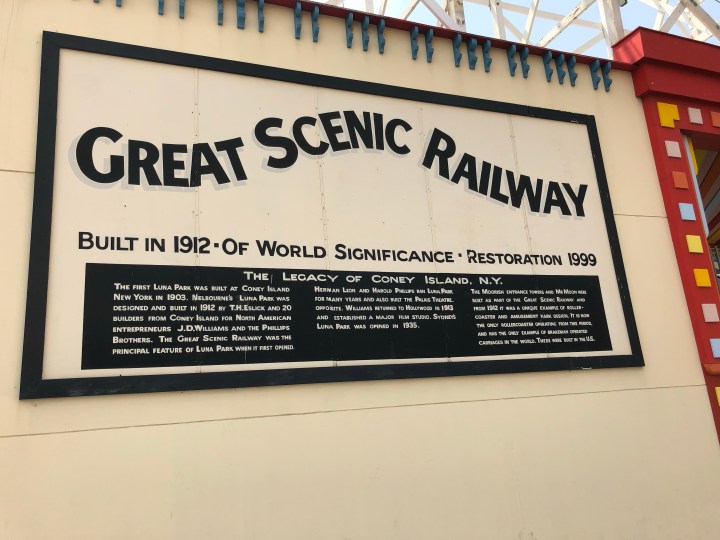 GREAT SCENIC RAILWAY
BUILT IN 1912 · OF WORLD SIGNIFICANCE · RESTORATION 1999
THE LEGACY OF CONEY ISLAND, N.Y.
THE FIRST LUNA PARK WAS BUILT AT CONEY ISLAND
NEW YORK IN 1903. MELBOURNE'S LUNA PARK WAS
DESIGNED AND BUILT IN 1912 BY T.H. ESLICK AND 20
BUILDERS FROM CONEY ISLAND FOR NORTH AMERICAN
ENTREPRENEURS J.D.WILLIAMS AND THE PHILLIPS
BROTHERS. THE GREAT SCENIC RAILWAY WAS THE
PRINCIPAL FEATURE OF LUNA PARK WHEN IT FIRST OPENED.
HERMAN LEON AND HAROLD PHILLIPS RAN LUNA PARK
FOR MANY YEARS AND ALSO BUILT THE PALAIS THEATRE,
OPPOSITE. WILLIAMS RETURNED TO HOLLYWOOD IN 1913
AND ESTABLISHED A MAJOR FILM STUDIO. SYDNEYS
LUNA PARK WAS OPENED IN 1935.
THE MOORISH ENTRANCE TOWERS AND MR MOON WERE
BUILT AS PART OF THE GREAT SCENIC RAILWAY AND
FROM 1912 IT WAS A UNIQUE EXAMPLE OF ROLLER-
COASTER AND AMUSEMENT PARK DESIGN. IT IS NOW
THE ONLY ROLLERCOASTER OPERATING FROM THIS PERIOD,
AND HAS THE ONLY EXAMPLE OF BRAKEMAN OPERATED
CARRIAGES IN THE WORLD. THESE WERE BUILT IN THE U.S.